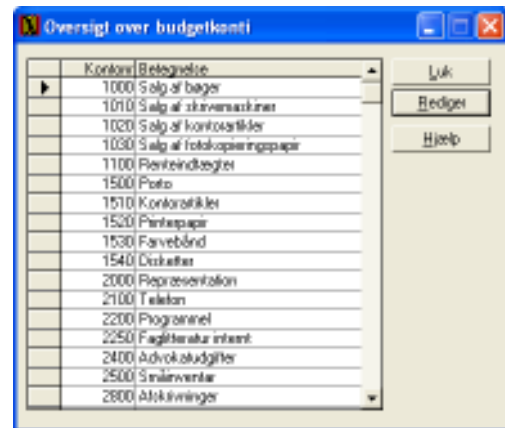 Oversigt over budgetkonti
Kontonr Betegnelse
1000 Salg af bøger
1010 Salg af skrivemaskiner
1020 Salg af kontorartikler
1030 Salg af fotokopieringspapir
1100 Renteindtægter
1500 Porto
1510 Kontorartikler
1520 Printerpapir
1530 Farvebånd
1540 Disketter
2000 Repræsentation
2100 Telefon
2200 Programmel
2250 Faglitteratur internt
2400 Advokatudgifter
2500 Småinventar
2800 Afskrivninger
Luk
Rediger
Hjælp